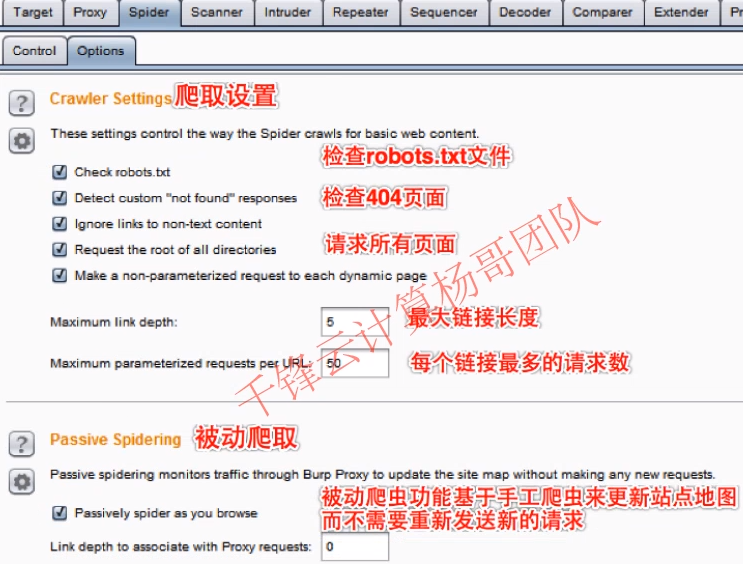 Target Proxy Spider Scanner Intruder Repeater Sequencer Decoder Comparer Extender Pr
Control Options
? Crawler Settings 爬取设置
These settings control the way the Spider crawls for basic web content.
检查robots.txt文件
Check robots.txt
Detect custom "not found" responses 检查404页面
Ignore links to non-text content
Request the root of all directories 请求所有页面
Make a non-parameterized request to each dynamic page
Maximum link depth: 5 最大链接长度
Maximum parameterized requests per URL: 50 每个链接最多的请求数
千锋云计算杨哥团队
? Passive Spidering 被动爬取
Passive spidering monitors traffic through Burp Proxy to update the site map without making any new requests.
被动爬虫功能基于手工爬虫来更新站点地图
Passively spider as you browse 而不需要重新发送新的请求
Link depth to associate with Proxy requests: 0